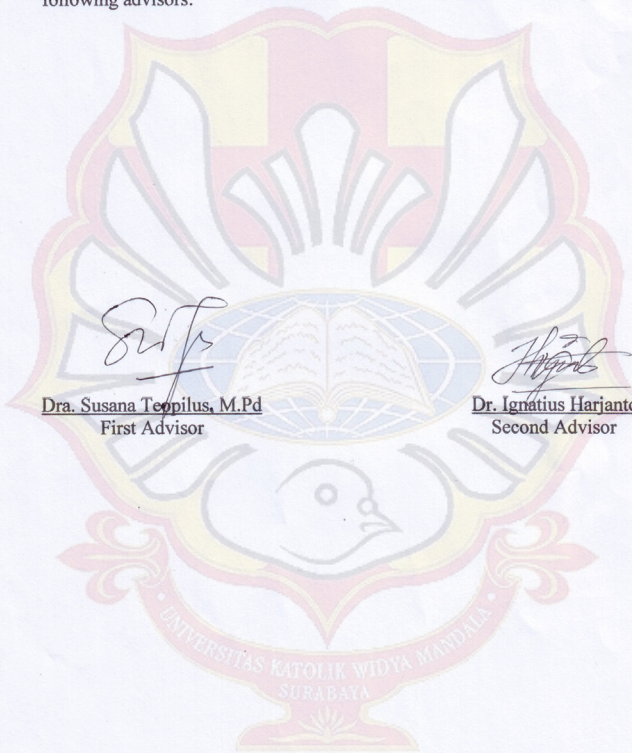 following advisors:
Dra. Susana Teopilus, M.Pd
First Advisor
Dr. Ignatius Harjanto
Second Advisor
UNIVERSITAS KATOLIK WIDYA MANDALA
SURABAYA